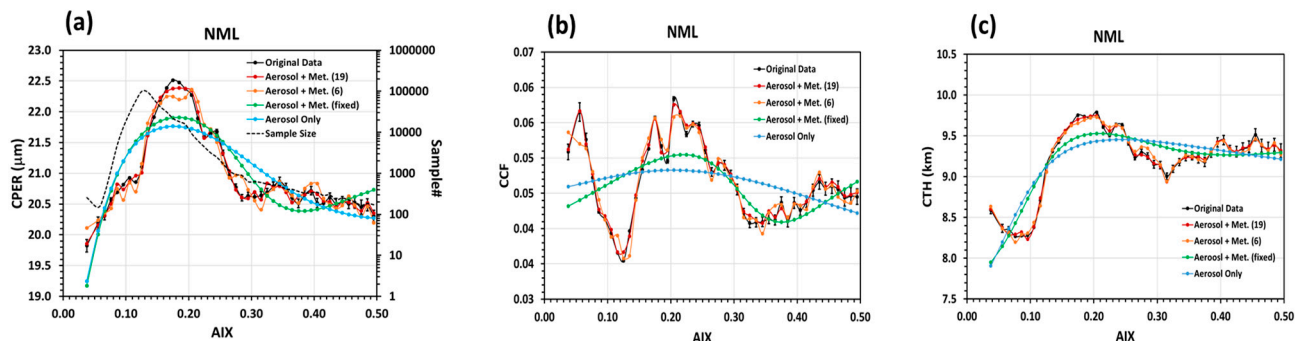 (a)
NML
CPER (μm)
23.0
22.5
22.0
21.5
21.0
20.5
20.0
19.5
19.0
Original Data
Aerosol + Met. (19)
Aerosol + Met. (6)
Aerosol + Met. (fixed)
Aerosol Only
Sample Size
1000000
100000
10000
1000
100
10
1
Sample#
0.00 0.10 0.20 0.30 0.40 0.50
AIX
(b)
NML
CCF
0.07
0.06
0.06
0.05
0.05
0.04
0.04
0.03
Original Data
Aerosol + Met. (19)
Aerosol + Met. (6)
Aerosol + Met. (fixed)
Aerosol Only
0.00 0.10 0.20 0.30 0.40 0.50
AIX
(c)
NML
CTH (km)
10.5
10.0
9.5
9.0
8.5
8.0
7.5
Original Data
Aerosol + Met. (19)
Aerosol + Met. (6)
Aeroosl + Met. (fixed)
Aerosol Only
0.00 0.10 0.20 0.30 0.40 0.50
AIX